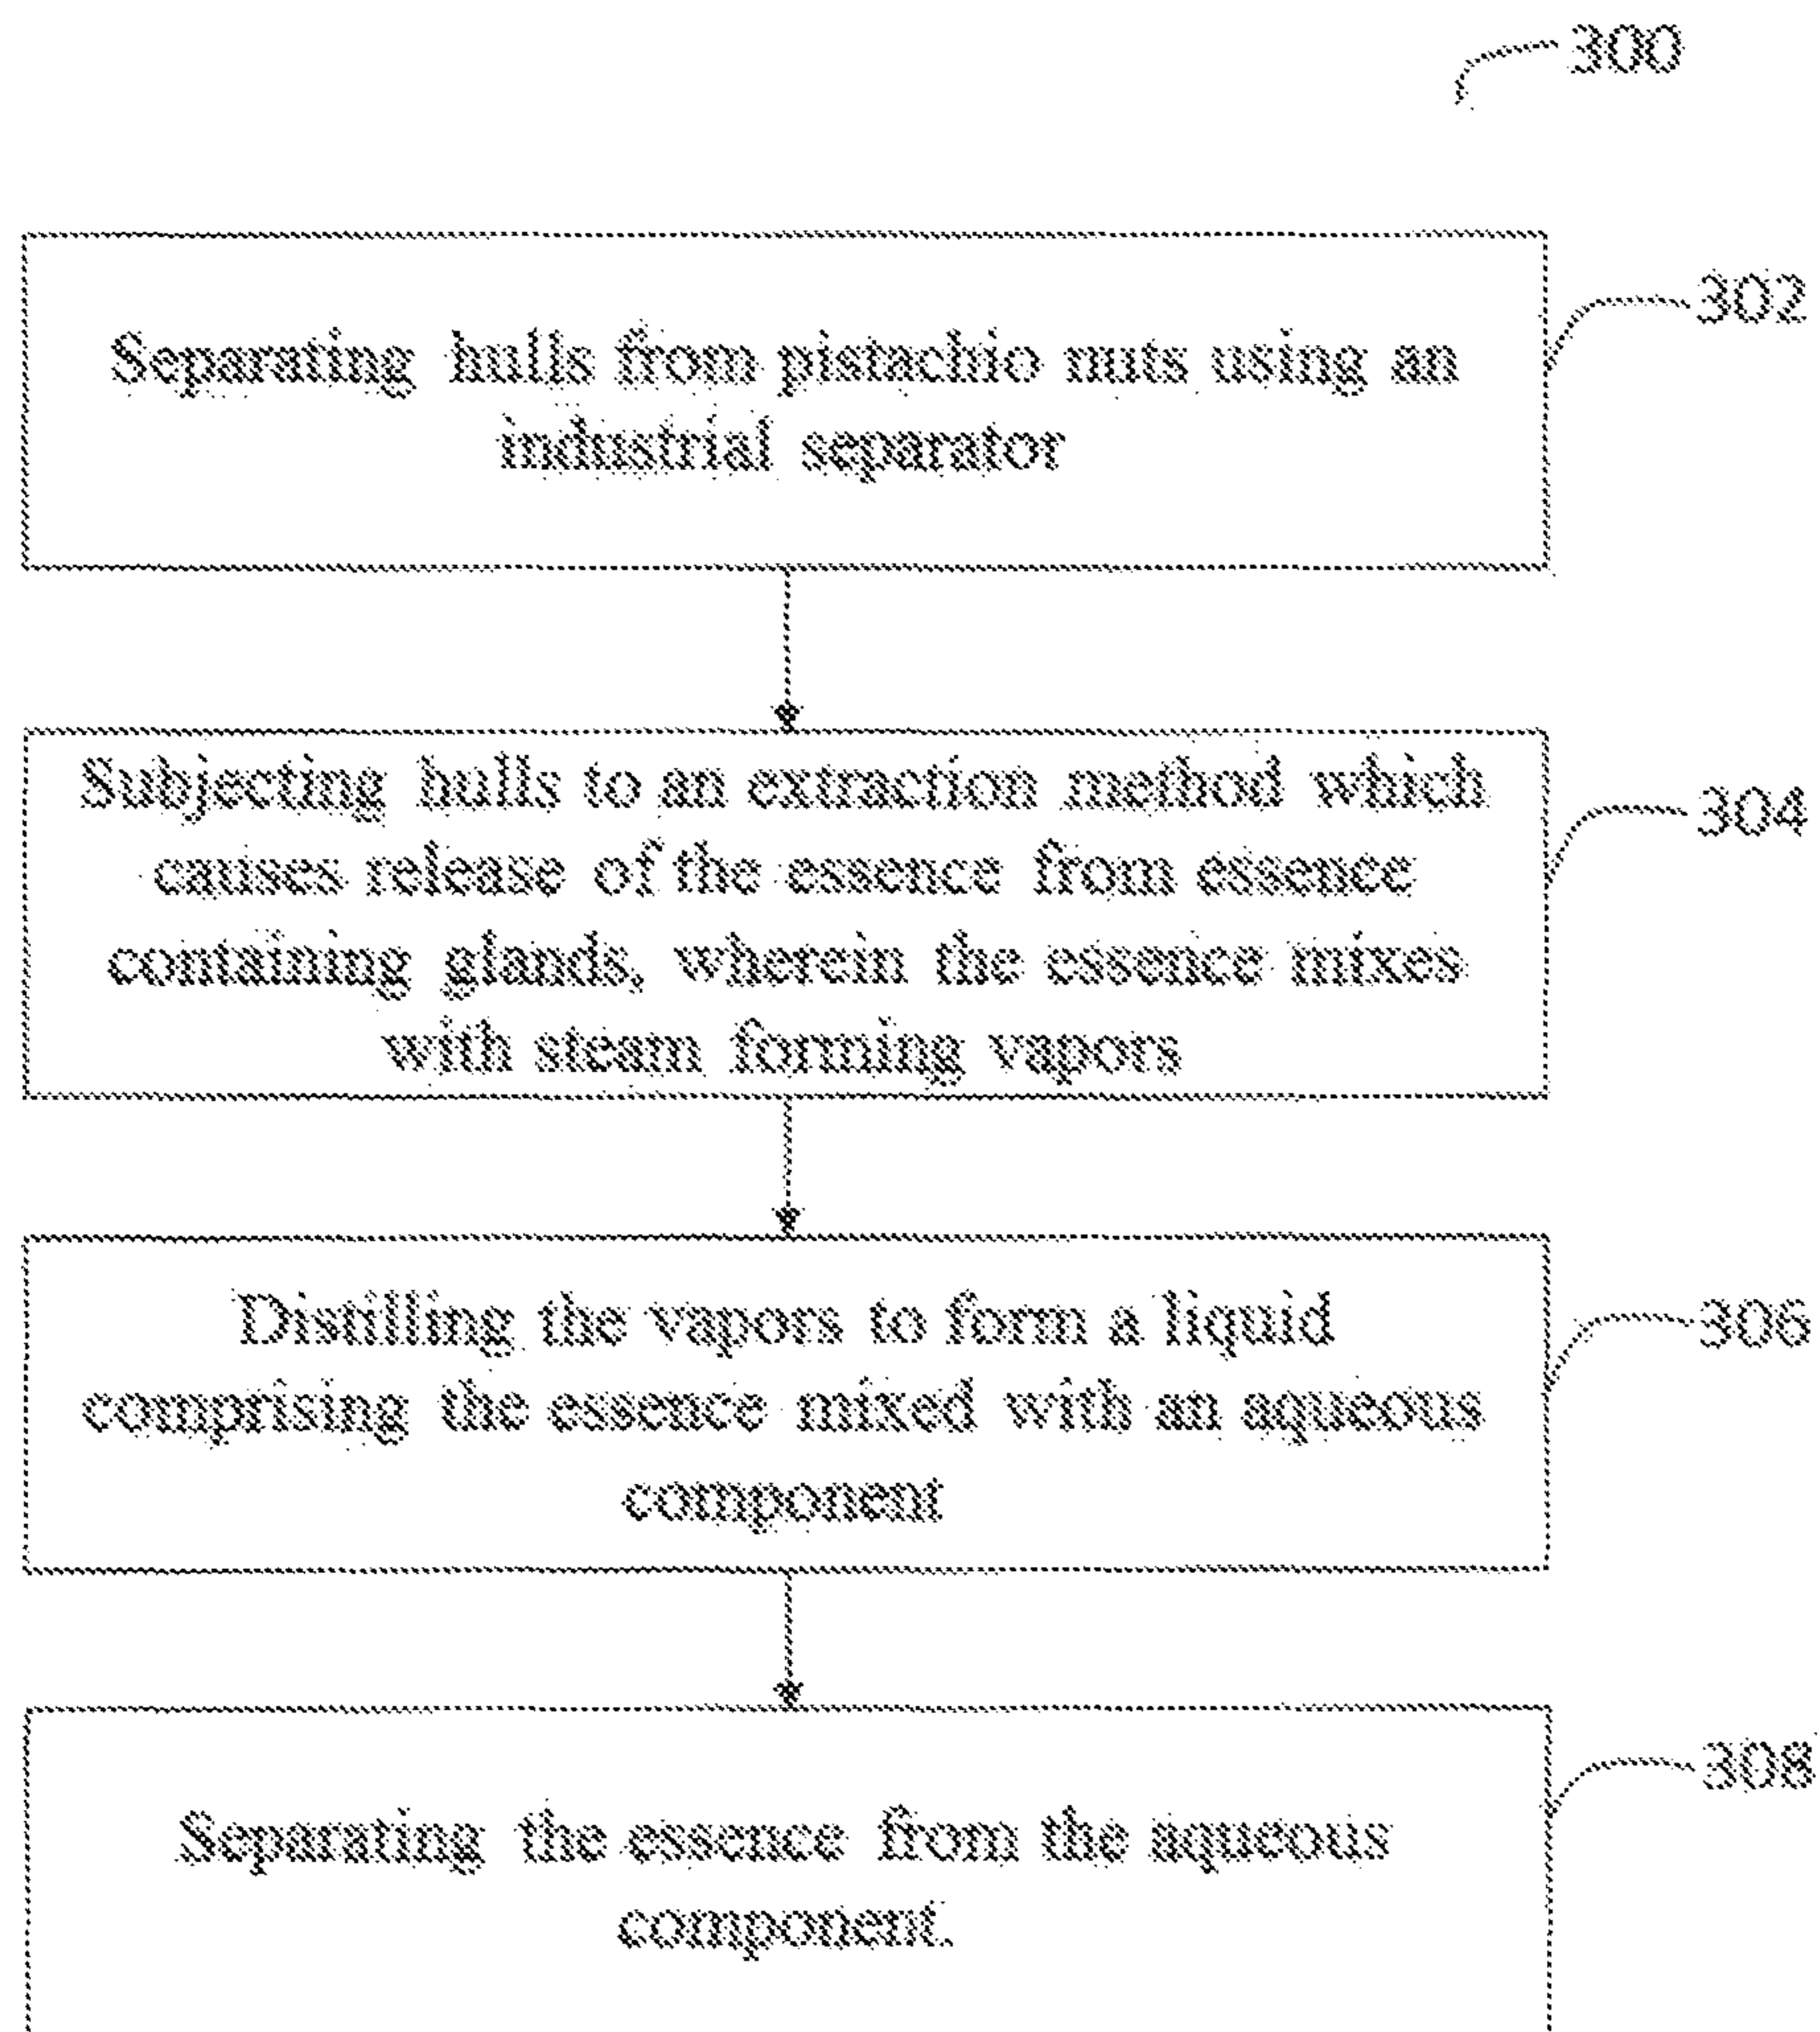 300
302
Separating hulls from pistachio nuts using an
industrial separator
304
Subjecting hulls to an extraction method which
causes release of the essence from essence
containing glands, wherein the essence mixes
with steam forming vapors
306
Distilling the vapors to form a liquid
comprising the essence mixed with an aqueous
component
308
Separating the essence from the aqueous
component.